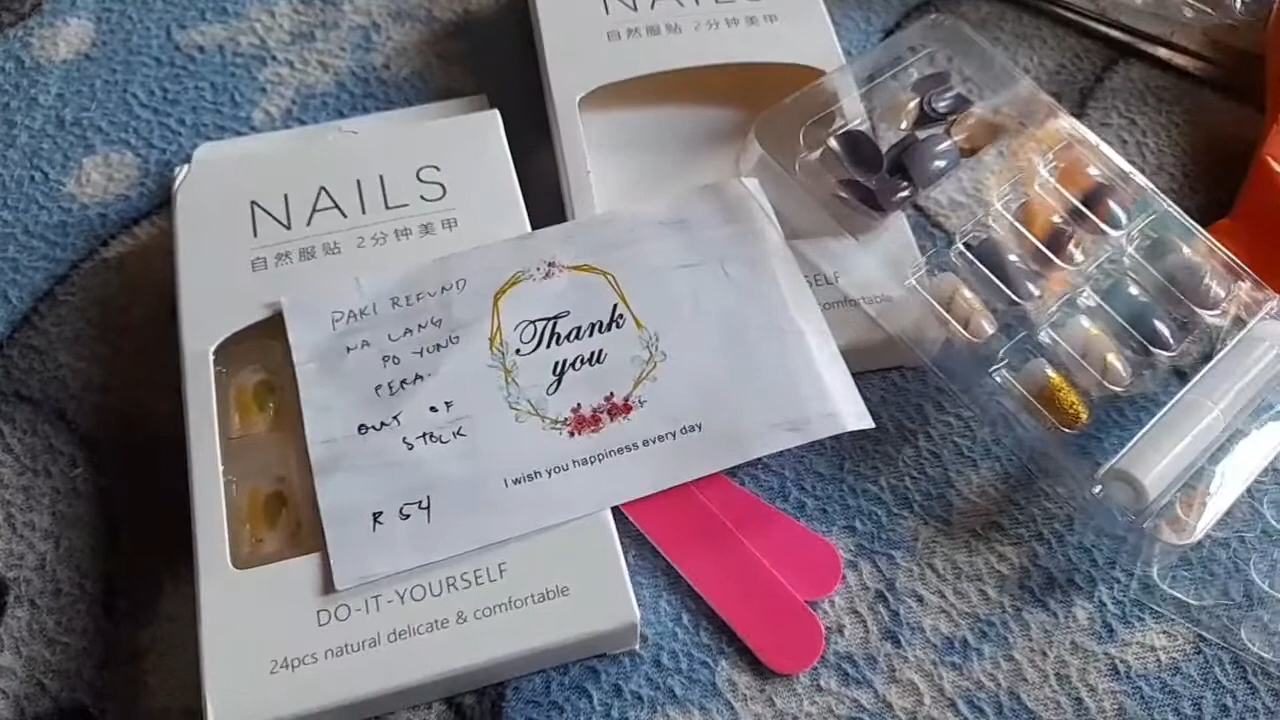 NAILS
自然服贴 2分钟美甲
NAILS
自然服贴 2分钟美甲
PAKI REFUND
NA LANG
PO YUNG
PERA.
OUT OF
STOCK
R 54
Thank
you
I wish you happiness every day
SELF
comfortable
DO-IT-YOURSELF
24pcs natural delicate & comfortable